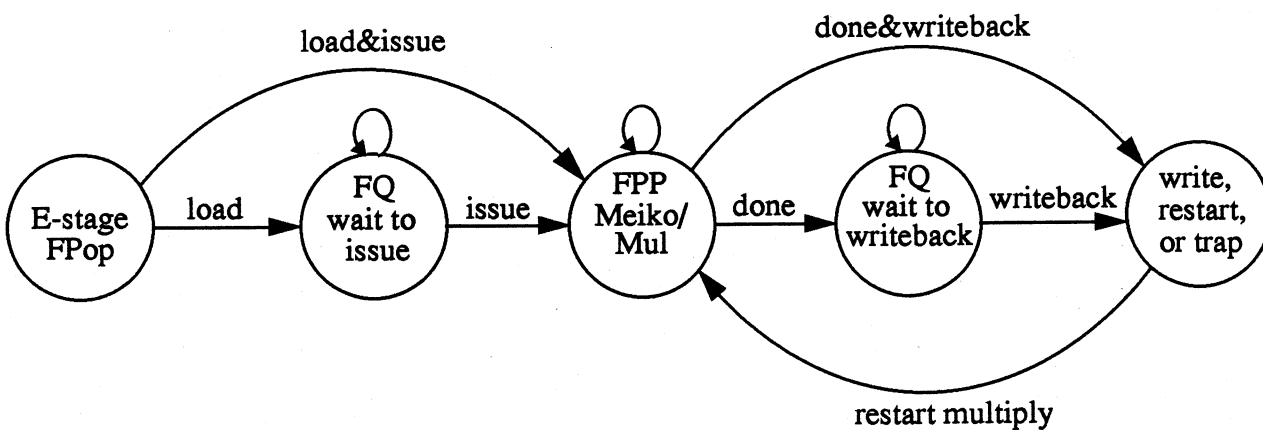 load&issue
done&writeback
E-stage
FPop
load
FQ
wait to
issue
issue
FPP
Meiko/
Mul
done
FQ
wait to
writeback
writeback
write,
restart,
or trap
restart multiply